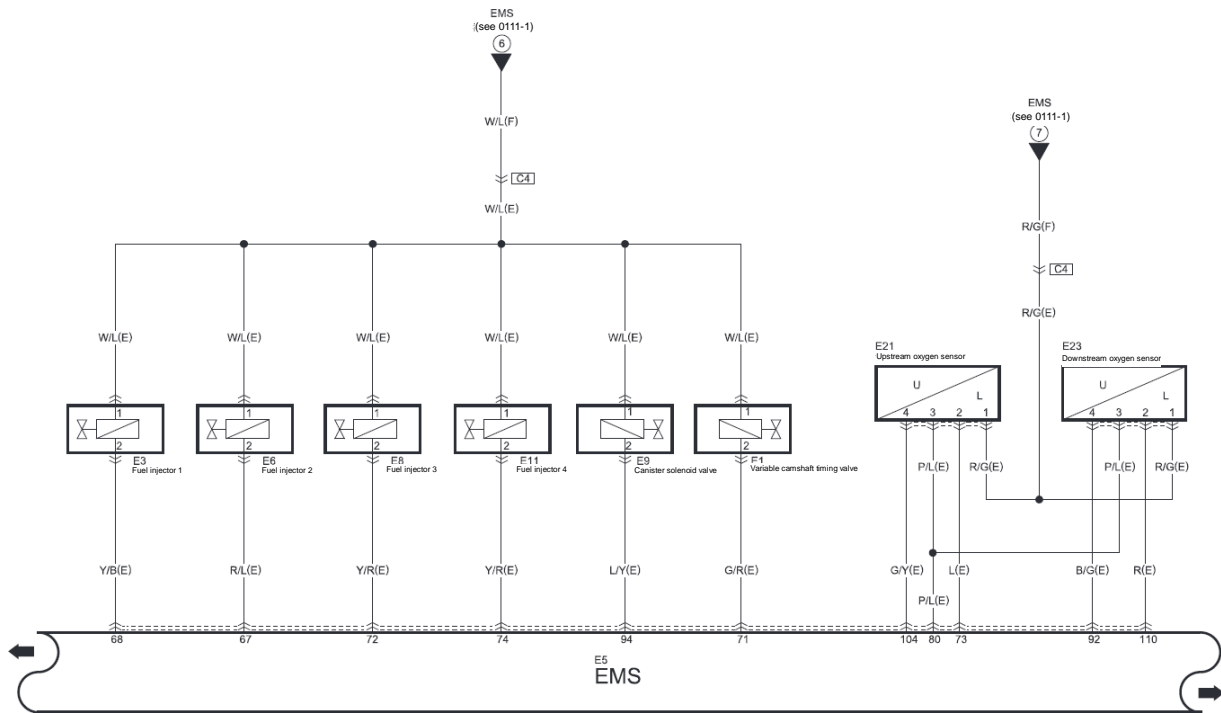 EMS
(see 0111-1)
6
EMS
(see 0111-1)
7
W/L(F)
C4
W/L(E)
R/G(F)
C4
R/G(E)
W/L(E) W/L(E) W/L(E) W/L(E) W/L(E) W/L(E)
E21
Upstream oxygen sensor
E23
Downstream oxygen sensor
U L
4 3 2 1
U L
4 3 2 1
1 1 1 1 1 1
2 2 2 2 2 2
E3
Fuel injector 1
E6
Fuel injector 2
E8
Fuel injector 3
E11
Fuel injector 4
E9
Canister solenoid valve
E1
Variable camshaft timing valve
P/L(E) R/G(E) P/L(E) R/G(E)
Y/B(E) R/L(E) Y/R(E) Y/R(E) L/Y(E) G/R(E) G/Y(E) L(E) B/G(E) R(E)
P/L(E)
68 67 72 74 94 71 104 80 73 92 110
E5
EMS